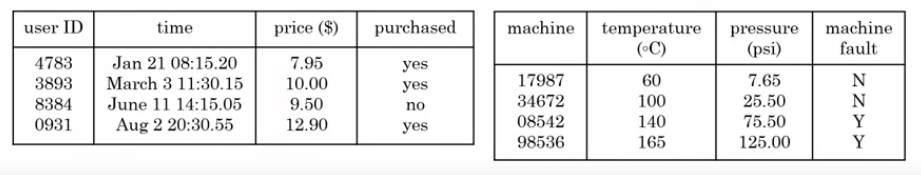 user ID time price ($) purchased
4783 Jan 21 08:15.20 7.95 yes
3893 March 3 11:30.15 10.00 yes
8384 June 11 14:15.05 9.50 no
0931 Aug 2 20:30.55 12.90 yes
machine temperature pressure machine
(◦C) (psi) fault
17987 60 7.65 N
34672 100 25.50 N
08542 140 75.50 Y
98536 165 125.00 Y